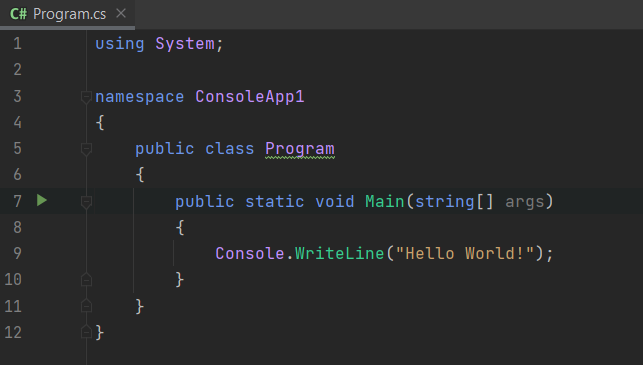 C# Program.cs ×
1 using System;
2
3 namespace ConsoleApp1
4 {
5     public class Program
6     {
7         public static void Main(string[] args)
8         {
9             Console.WriteLine("Hello World!");
10         }
11     }
12 }